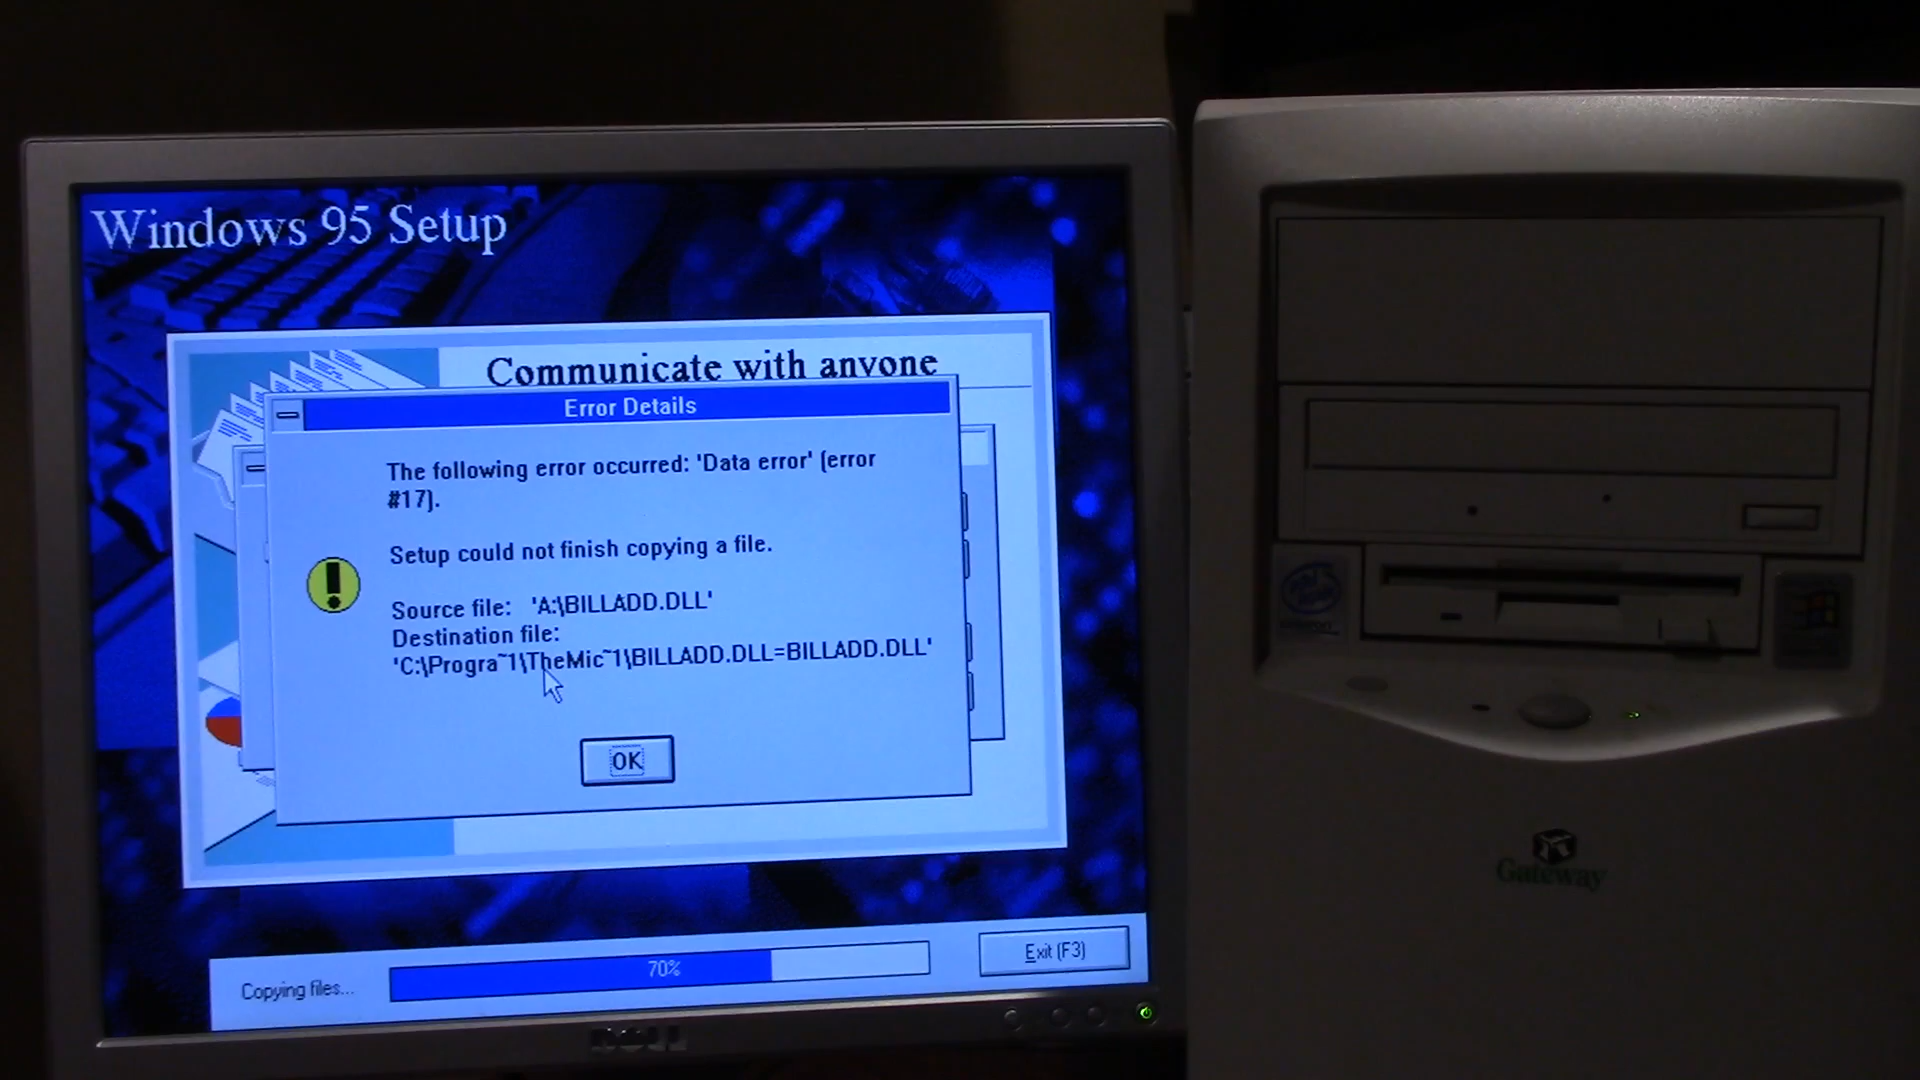 Windows 95 Setup
Communicate with anyone
Error Details
The following error occurred: 'Data error' (error
#17).
Setup could not finish copying a file.
Source file: 'A:\BILLADD.DLL'
Destination file:
'C:\Progra~1\TheMic~1\BILLADD.DLL=BILLADD.DLL'
OK
Copying files...
70%
Exit (F3)
DELL
Gateway